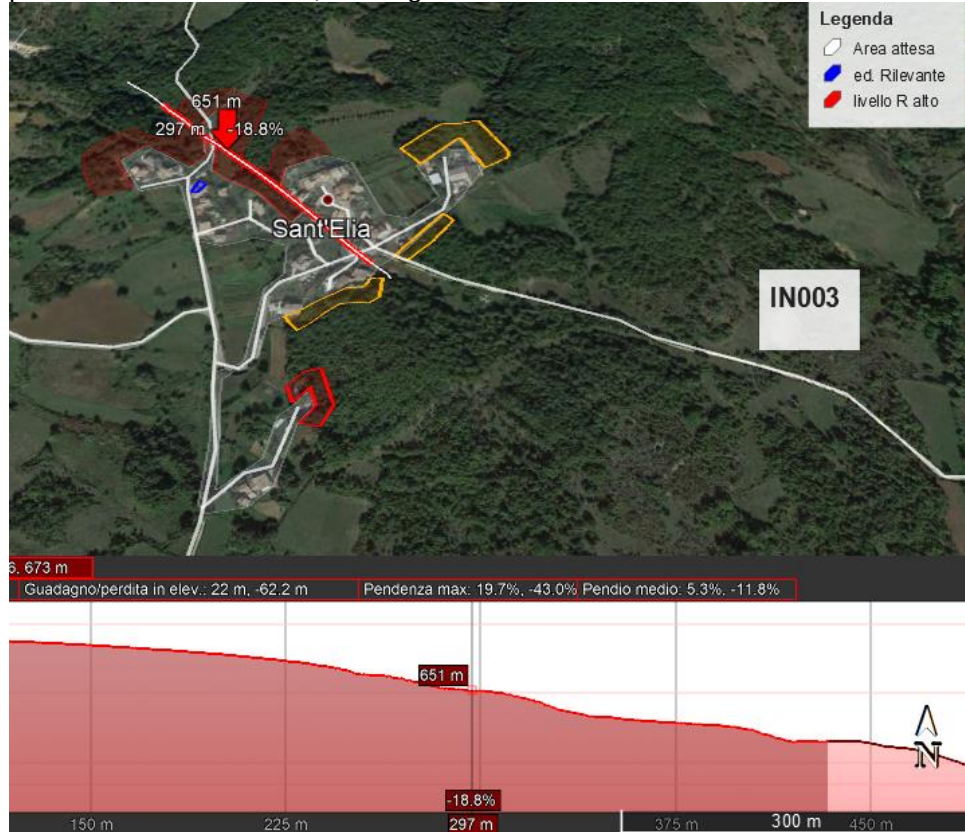 Legenda
Area attesa
ed. Rilevante
livello R alto
651 m
297 m -18.8%
Sant'Elia
IN003
6, 673 m
Guadagno/perdita in elev.: 22 m, -62.2 m Pendenza max: 19.7%, -43.0% Pendio medio: 5.3%, -11.8%
651 m
N
-18.8%
150 m 225 m 297 m 375 m 300 m 450 m